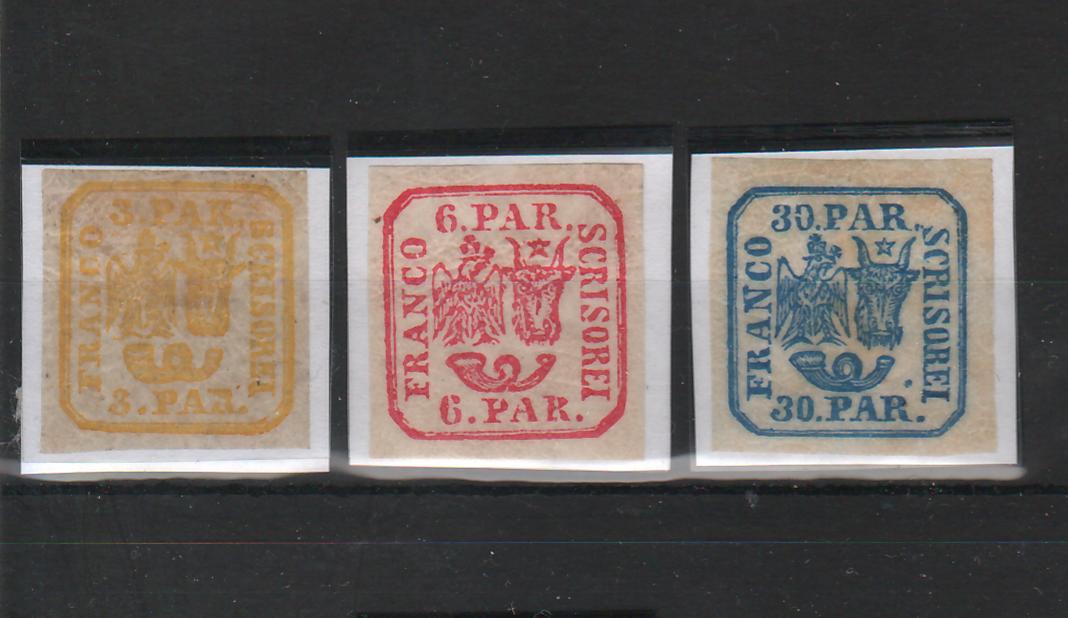 3. PAR.
FRANCO
SCRISOREI
3. PAR.
6. PAR.
FRANCO
SCRISOREI
6. PAR.
30. PAR.
FRANCO
SCRISOREI
30. PAR.